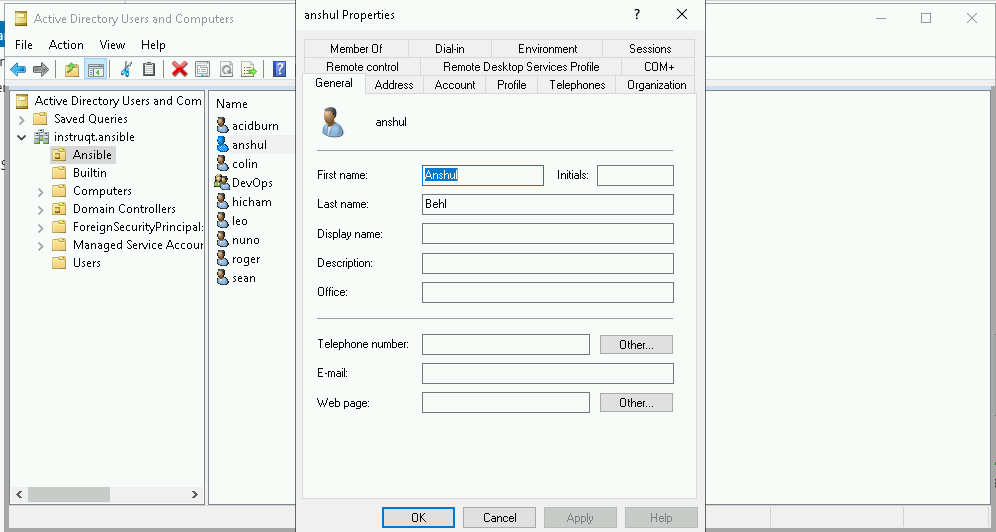 Active Directory Users and Computers
File Action View Help
Active Directory Users and Com
Saved Queries
instruqt.ansible
Ansible
Builtin
Computers
Domain Controllers
ForeignSecurityPrincipal:
Managed Service Accour
Users
Name
acidburn
anshul
colin
DevOps
hicham
leo
nuno
roger
sean
anshul Properties
?
Member Of Dial-in Environment Sessions
Remote control Remote Desktop Services Profile COM+
General Address Account Profile Telephones Organization
anshul
First name: Anshul Initials:
Last name: Behl
Display name:
Description:
Office:
Telephone number: Other...
E-mail:
Web page: Other...
OK Cancel Apply Help